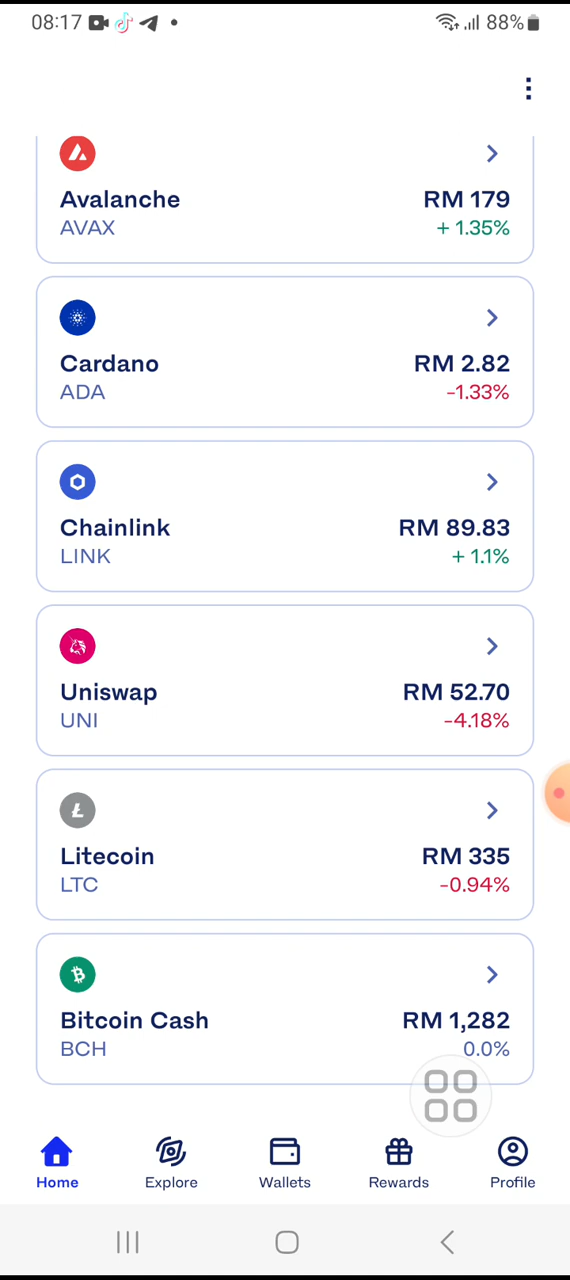 08:17
88%
Avalanche
RM 179
AVAX
+ 1.35%
Cardano
RM 2.82
ADA
-1.33%
Chainlink
RM 89.83
LINK
+ 1.1%
Uniswap
RM 52.70
UNI
-4.18%
Litecoin
RM 335
LTC
-0.94%
Bitcoin Cash
RM 1,282
BCH
0.0%
Home
Explore
Wallets
Rewards
Profile